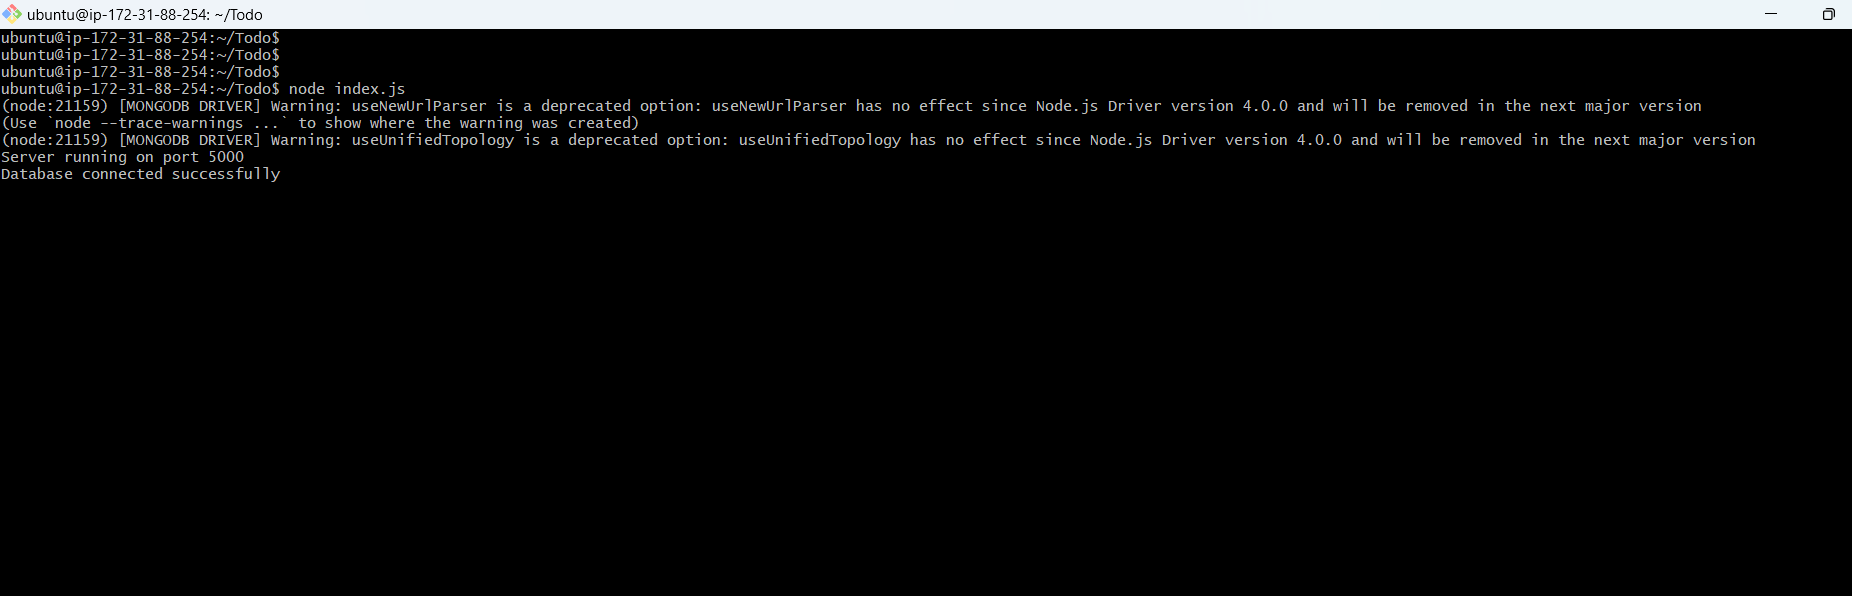 ubuntu@ip-172-31-88-254: ~/Todo
ubuntu@ip-172-31-88-254:~/Todo$
ubuntu@ip-172-31-88-254:~/Todo$
ubuntu@ip-172-31-88-254:~/Todo$
ubuntu@ip-172-31-88-254:~/Todo$ node index.js
(node:21159) [MONGODB DRIVER] Warning: useNewUrlParser is a deprecated option: useNewUrlParser has no effect since Node.js Driver version 4.0.0 and will be removed in the next major version
(Use `node --trace-warnings ...` to show where the warning was created)
(node:21159) [MONGODB DRIVER] Warning: useUnifiedTopology is a deprecated option: useUnifiedTopology has no effect since Node.js Driver version 4.0.0 and will be removed in the next major version
Server running on port 5000
Database connected successfully